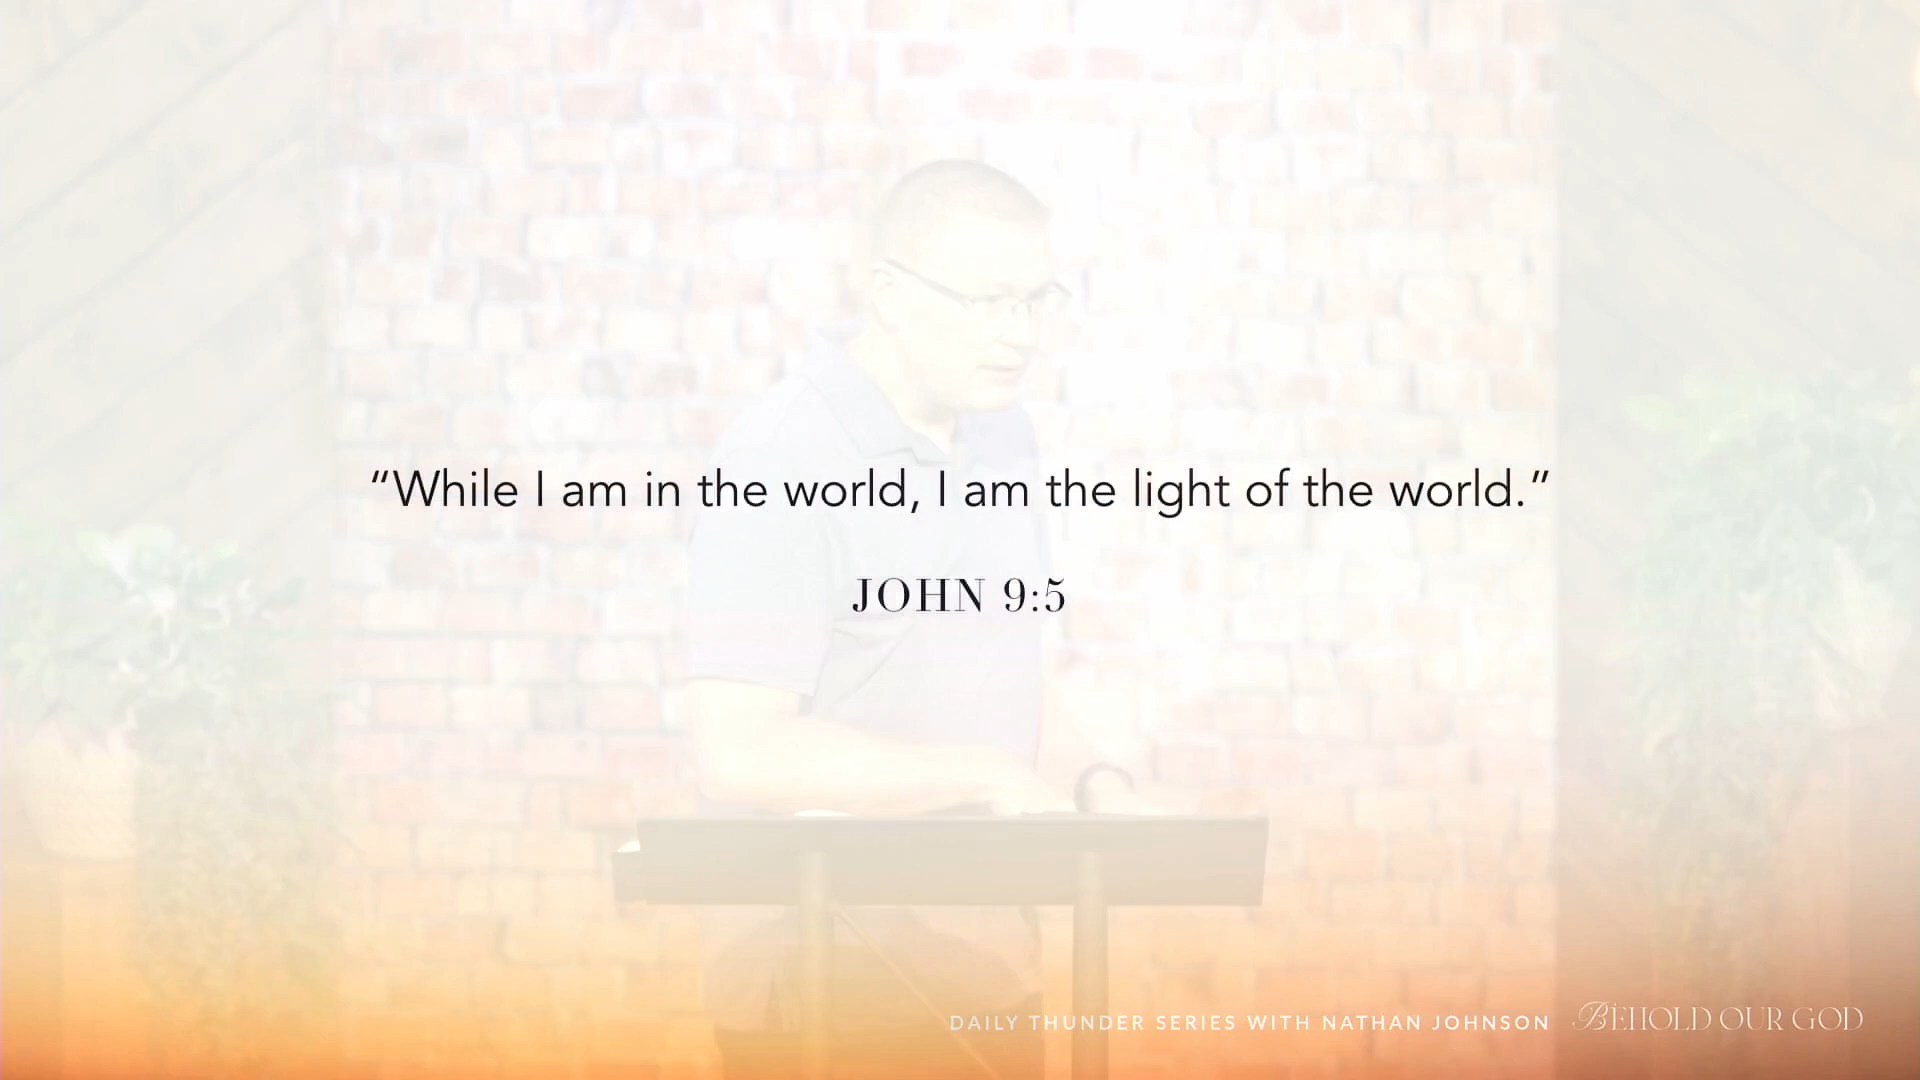 “While I am in the world, I am the light of the world.”
JOHN 9:5
DAILY THUNDER SERIES WITH NATHAN JOHNSON BEHOLD OUR GOD